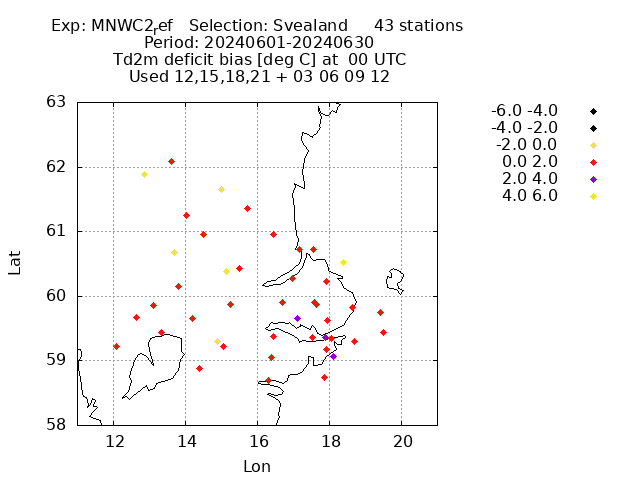 Exp: MNWC2ref Selection: Svealand 43 stations
Period: 20240601-20240630
Td2m deficit bias [deg C] at 00 UTC
Used 12,15,18,21 + 03 06 09 12
63
62
61
60
59
58
Lat
12 14 16 18 20
Lon
-6.0 -4.0
-4.0 -2.0
-2.0 0.0
0.0 2.0
2.0 4.0
4.0 6.0